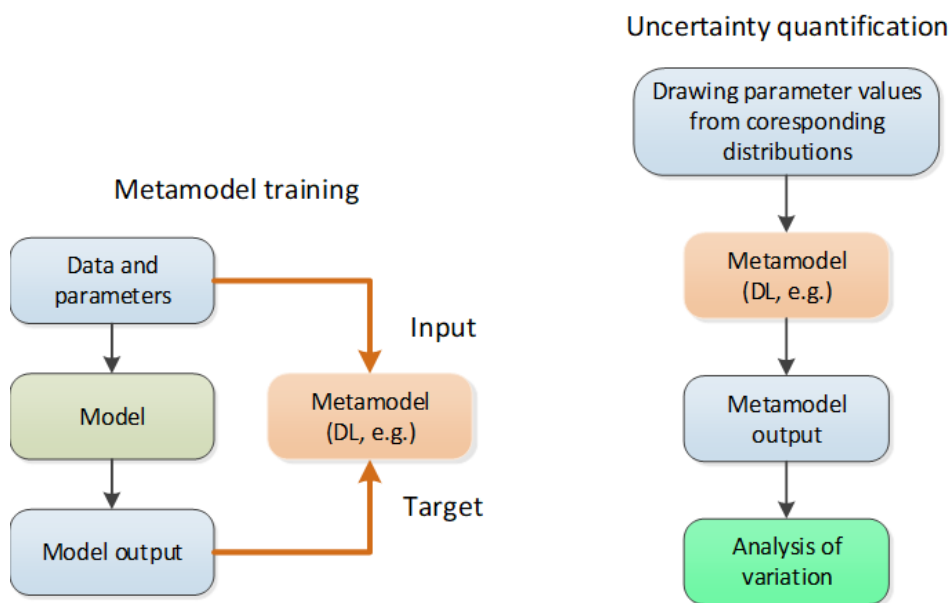 Metamodel training
Data and
parameters
Input
Model
Metamodel
(DL, e.g.)
Target
Model output
Uncertainty quantification
Drawing parameter values
from coresponding
distributions
Metamodel
(DL, e.g.)
Metamodel
output
Analysis of
variation